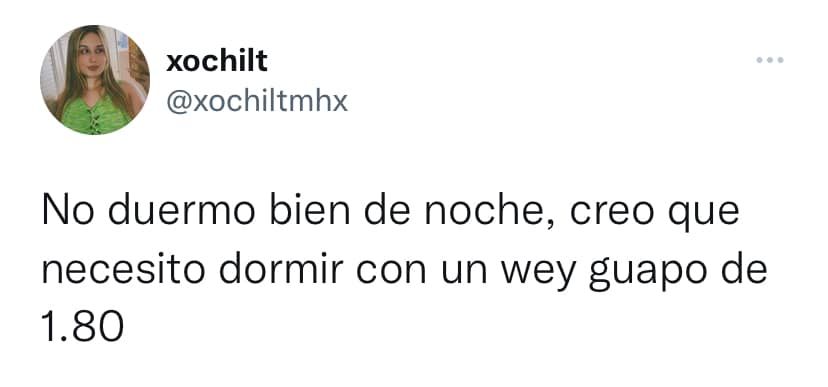 xochilt
@xochiltmhx
No duermo bien de noche, creo que
necesito dormir con un wey guapo de
1.80